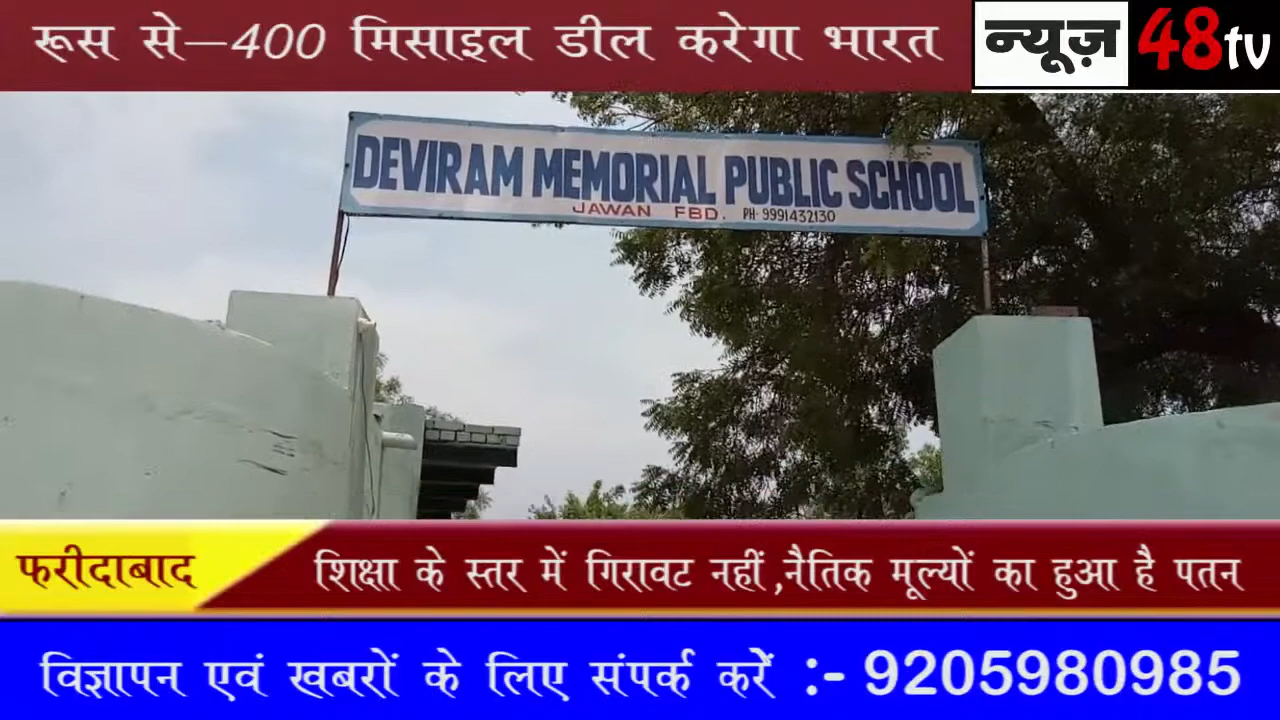 रूस से–400 मिसाइल डील करेगा भारत
न्यूज़ 48tv
DEVIRAM MEMORIAL PUBLIC SCHOOL
JAWAN FBD. PH- 9991432130
फरीदाबाद
शिक्षा के स्तर में गिरावट नहीं ,नैतिक मूल्यों का हुआ है पतन
विज्ञापन एवं खबरों के लिए संपर्क करें :- 9205980985